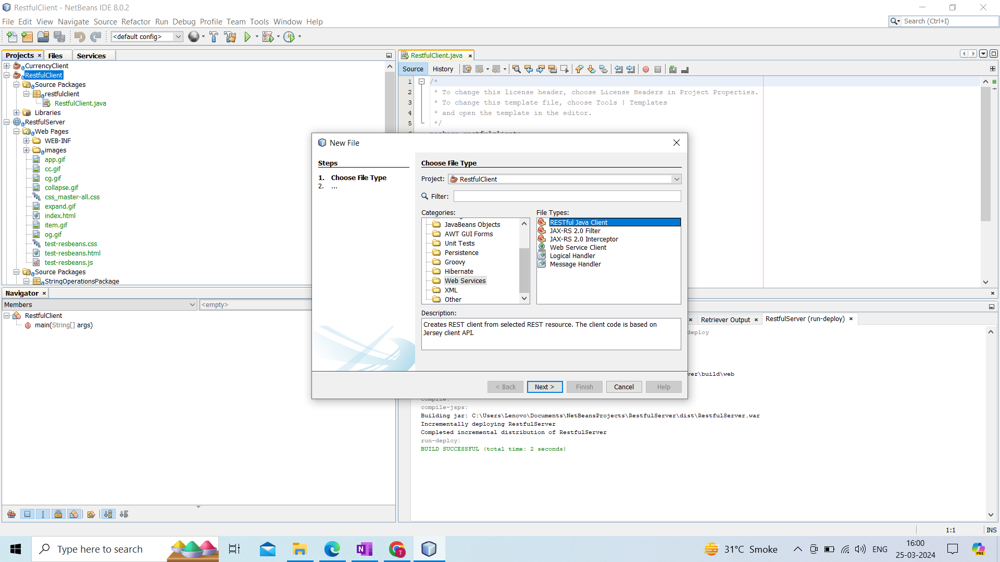 RestfulClient - NetBeans IDE 8.0.2
File Edit View Navigate Source Refactor Run Debug Profile Team Tools Window Help
Search (Ctrl+I)
<default config>
Projects Files Services
CurrencyClient
RestfulClient
Source Packages
restfulclient
RestfulClient.java
Libraries
RestfulServer
Web Pages
WEB-INF
images
app.gif
cc.gif
cg.gif
collapse.gif
css_master-all.css
expand.gif
index.html
item.gif
og.gif
test-resbeans.css
test-resbeans.html
test-resbeans.js
Source Packages
StringOperationsPackage
Navigator
Members
<empty>
RestfulClient
main(String[] args)
RestfulClient.java
Source History
1 /*
2 * To change this license header, choose License Headers in Project Properties.
3 * To change this template file, choose Tools | Templates
4 * and open the template in the editor.
5 */
New File
Steps
1. Choose File Type
2. ...
Choose File Type
Project: RestfulClient
Filter:
Categories:
JavaBeans Objects
AWT GUI Forms
Unit Tests
Persistence
Groovy
Hibernate
Web Services
XML
Other
File Types:
RESTful Java Client
JAX-RS 2.0 Filter
JAX-RS 2.0 Interceptor
Web Service Client
Logical Handler
Message Handler
Description:
Creates REST client from selected REST resource. The client code is based on
Jersey client API.
< Back Next > Finish Cancel Help
Retriever Output RestfulServer (run-deploy)
deploy
ver\build\web
compile:
compile-jsps:
Building jar: C:\Users\Lenovo\Documents\NetBeansProjects\RestfulServer\dist\RestfulServer.war
Incrementally deploying RestfulServer
Completed incremental distribution of RestfulServer
run-deploy:
BUILD SUCCESSFUL (total time: 2 seconds)
1:1 INS
Type here to search
31°C Smoke
ENG
16:00
25-03-2024
PRE